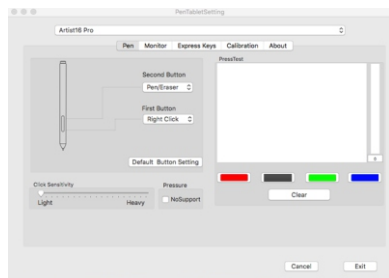 PenTabletSetting
Artist16 Pro
Pen Monitor Express Keys Calibration About
PressTest
Second Button
Pen/Eraser
First Button
Right Click
Default Button Setting
0
Click Sensitivity
Light Heavy
Pressure
NoSupport
Clear
Cancel Exit